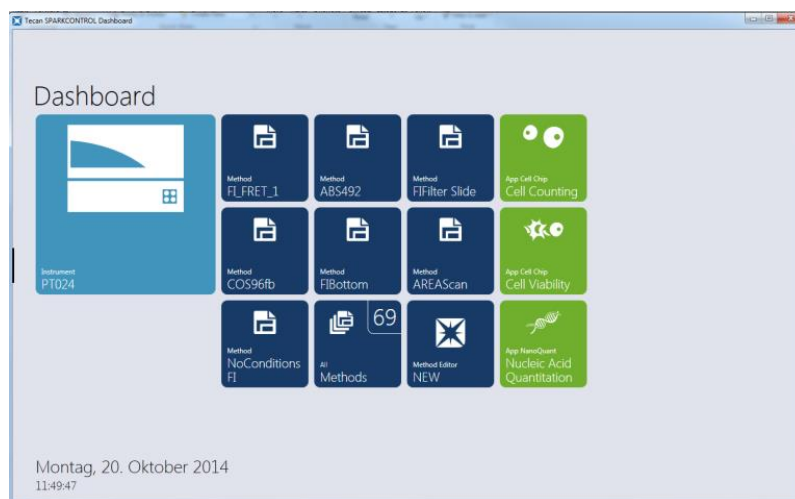 Tecan SPARKCONTROL Dashboard
Dashboard
Instrument
PT024
Method
FI_FRET_1
Method
ABS492
Method
FIFilter Slide
App Cell Chip
Cell Counting
Method
COS96fb
Method
FIBottom
Method
AREAScan
App Cell Chip
Cell Viability
Method
NoConditions
FI
69
All
Methods
Method Editor
NEW
App NanoQuant
Nucleic Acid
Quantitation
Montag, 20. Oktober 2014
11:49:47